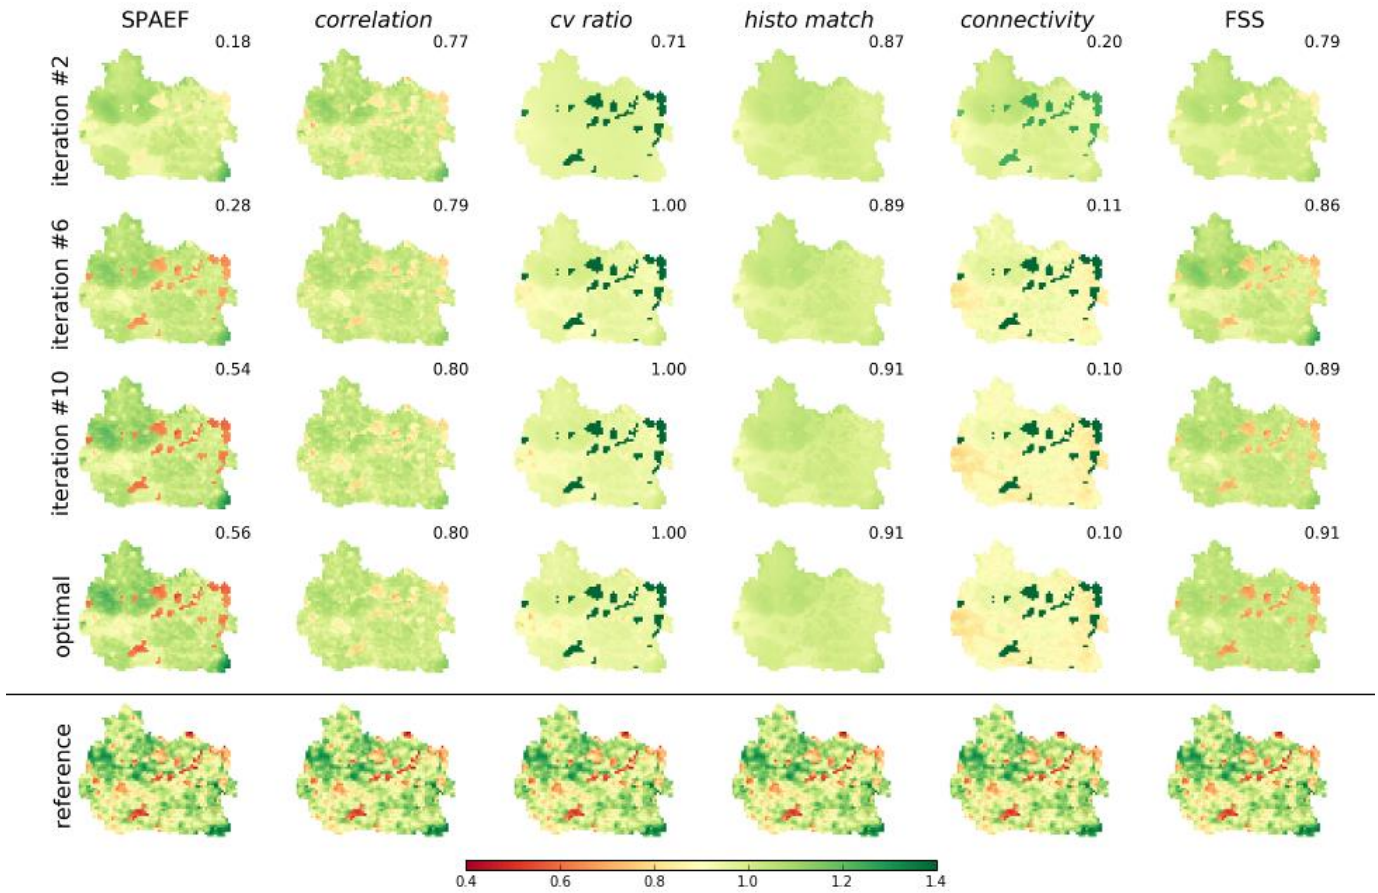 SPAEF correlation cv ratio histo match connectivity FSS
0.18 0.77 0.71 0.87 0.20 0.79
iteration #2
0.28 0.79 1.00 0.89 0.11 0.86
iteration #6
0.54 0.80 1.00 0.91 0.10 0.89
iteration #10
0.56 0.80 1.00 0.91 0.10 0.91
optimal
reference
0.4 0.6 0.8 1.0 1.2 1.4